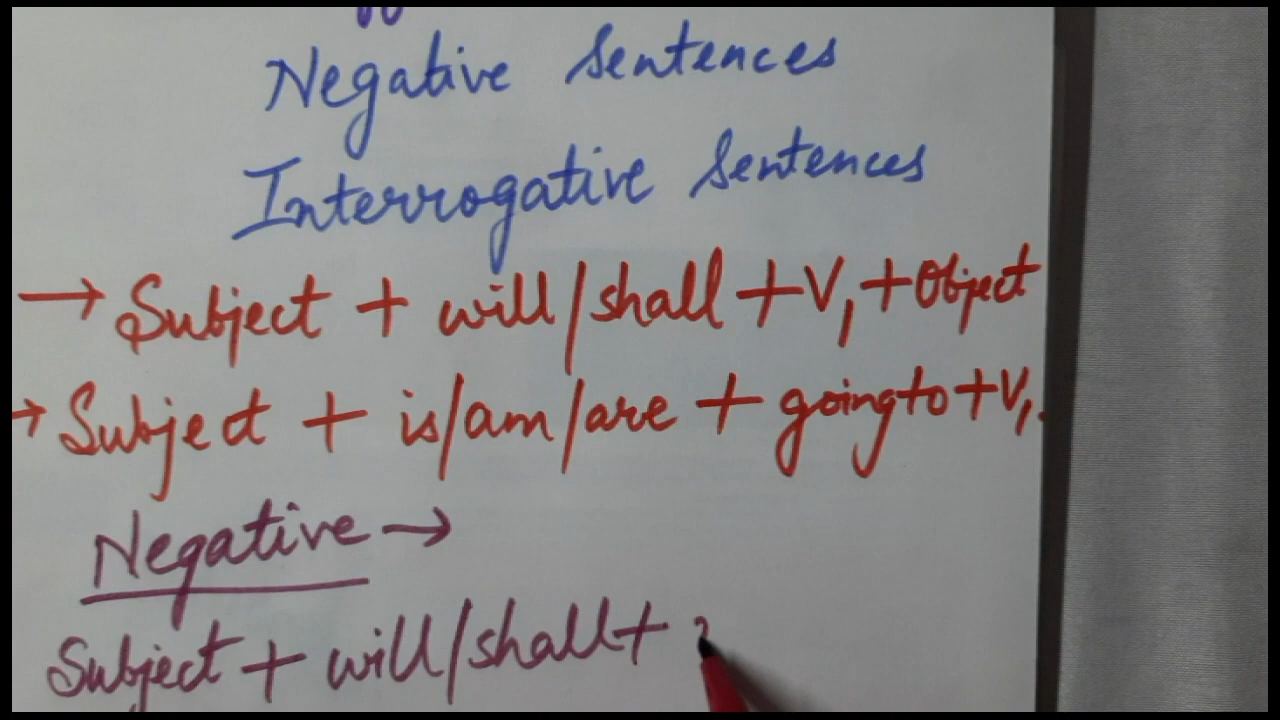 Negative Sentences
Interrogative Sentences
→ Subject + will/shall + V₁ + Object
→ Subject + is/am/are + going to + V₁.
Negative →
Subject + will/shall +